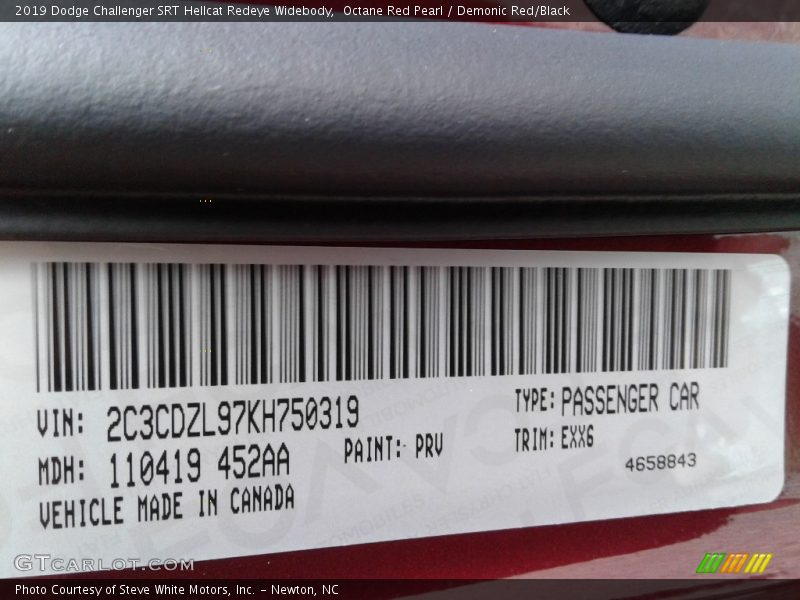 2019 Dodge Challenger SRT Hellcat Redeye Widebody, Octane Red Pearl / Demonic Red/Black
VIN: 2C3CDZL97KH750319
TYPE: PASSENGER CAR
MDH: 110419 452AA
PAINT: PRV
TRIM: EXX6
4658843
VEHICLE MADE IN CANADA
GTCARLOT.COM
Photo Courtesy of Steve White Motors, Inc. - Newton, NC